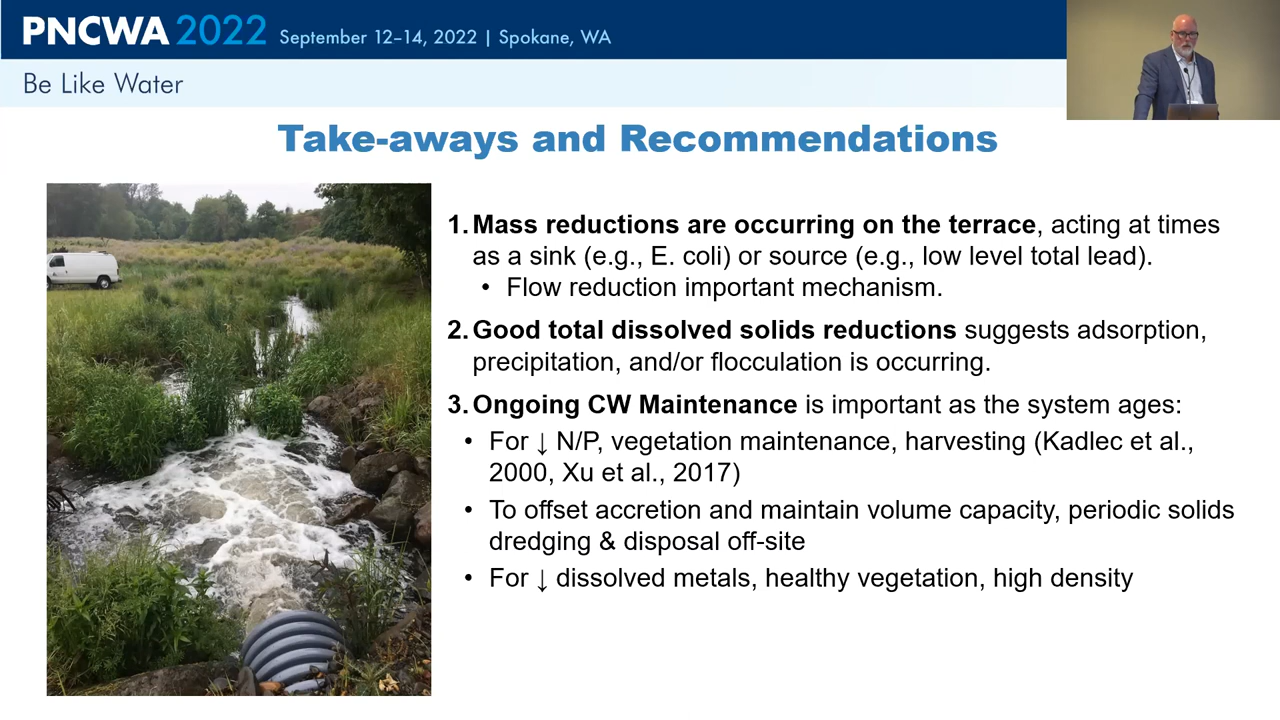 PNCWA 2022 September 12–14, 2022 | Spokane, WA
Be Like Water
Take-aways and Recommendations
1. Mass reductions are occurring on the terrace, acting at times
as a sink (e.g., E. coli) or source (e.g., low level total lead).
• Flow reduction important mechanism.
2. Good total dissolved solids reductions suggests adsorption,
precipitation, and/or flocculation is occurring.
3. Ongoing CW Maintenance is important as the system ages:
• For ↓ N/P, vegetation maintenance, harvesting (Kadlec et al.,
2000, Xu et al., 2017)
• To offset accretion and maintain volume capacity, periodic solids
dredging & disposal off-site
• For ↓ dissolved metals, healthy vegetation, high density